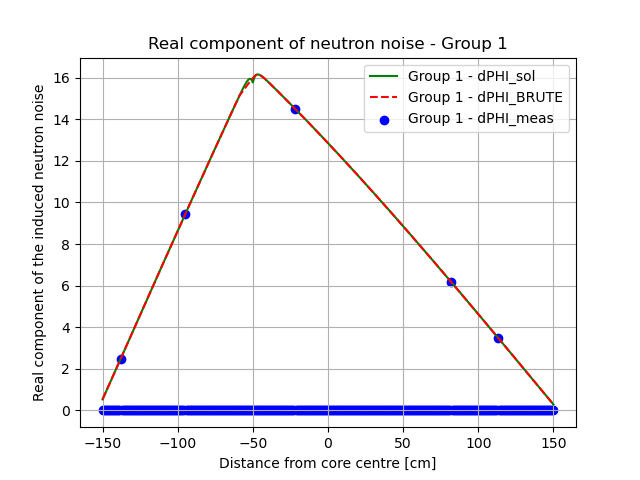 Real component of neutron noise - Group 1
Real component of the induced neutron noise
16
14
12
10
8
6
4
2
0
Group 1 - dPHI_sol
Group 1 - dPHI_BRUTE
Group 1 - dPHI_meas
−150
−100
−50
0
50
100
150
Distance from core centre [cm]